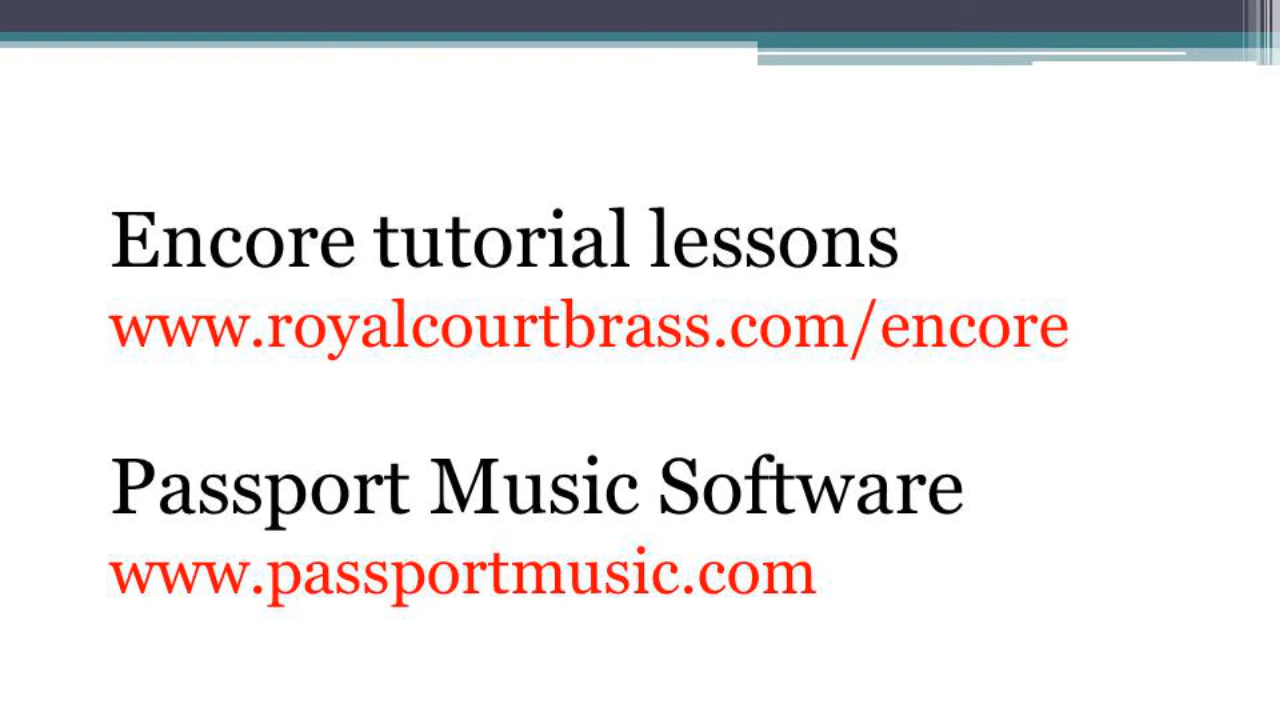 Encore tutorial lessons
www.royalcourtbrass.com/encore
Passport Music Software
www.passportmusic.com